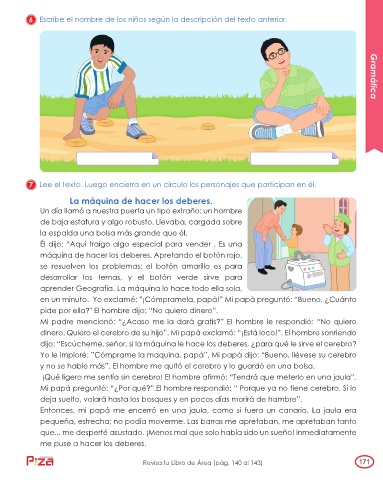 6 Escribe el nombre de los niños según la descripción del texto anterior.
Gramática
7 Lee el texto. Luego encierra en un círculo los personajes que participan en él.
La máquina de hacer los deberes.
Un día llamó a nuestra puerta un tipo extraño: un hombre
de baja estatura y algo robusto. Llevaba, cargada sobre
la espalda una bolsa más grande que él.
Él dijo: "Aquí traigo algo especial para vender . Es una
máquina de hacer los deberes. Apretando el botón rojo,
se resuelven los problemas; el botón amarillo es para
desarrollar los temas, y el botón verde sirve para
aprender Geografía. La máquina lo hace todo ella sola,
en un minuto. Yo exclamé: "¡Cómpramela, papá!" Mi papá preguntó: "Bueno, ¿Cuánto
pide por ella?" El hombre dijo: "No quiero dinero".
Mi padre mencionó: "¿Acaso me la dará gratis?" El hombre le respondió: "No quiero
dinero. Quiero el cerebro de su hijo". Mi papá exclamó: "¡Está loco!". El hombre sonriendo
dijo: "Escúcheme, señor, si la máquina le hace los deberes, ¿para qué le sirve el cerebro?
Yo le imploré: "Cómprame la maquina, papá". Mi papá dijo: "Bueno, llévese su cerebro
y no se hable más". El hombre me quitó el cerebro y lo guardó en una bolsa.
¡Qué ligero me sentía sin cerebro! El hombre afirmó: "Tendrá que meterlo en una jaula".
Mi papá preguntó: "¿Por qué?".El hombre respondió: " Porque ya no tiene cerebro. Si lo
deja suelto, volará hasta los bosques y en pocos días morirá de hambre".
Entonces, mi papá me encerró en una jaula, como si fuera un canario. La jaula era
pequeña, estrecha; no podía moverme. Las barras me apretaban, me apretaban tanto
que... me desperté asustado. ¡Menos mal que solo había sido un sueño! Inmediatamente
me puse a hacer los deberes.
Pizza
Revisa tu Libro de Área (pág. 140 al 143)
171